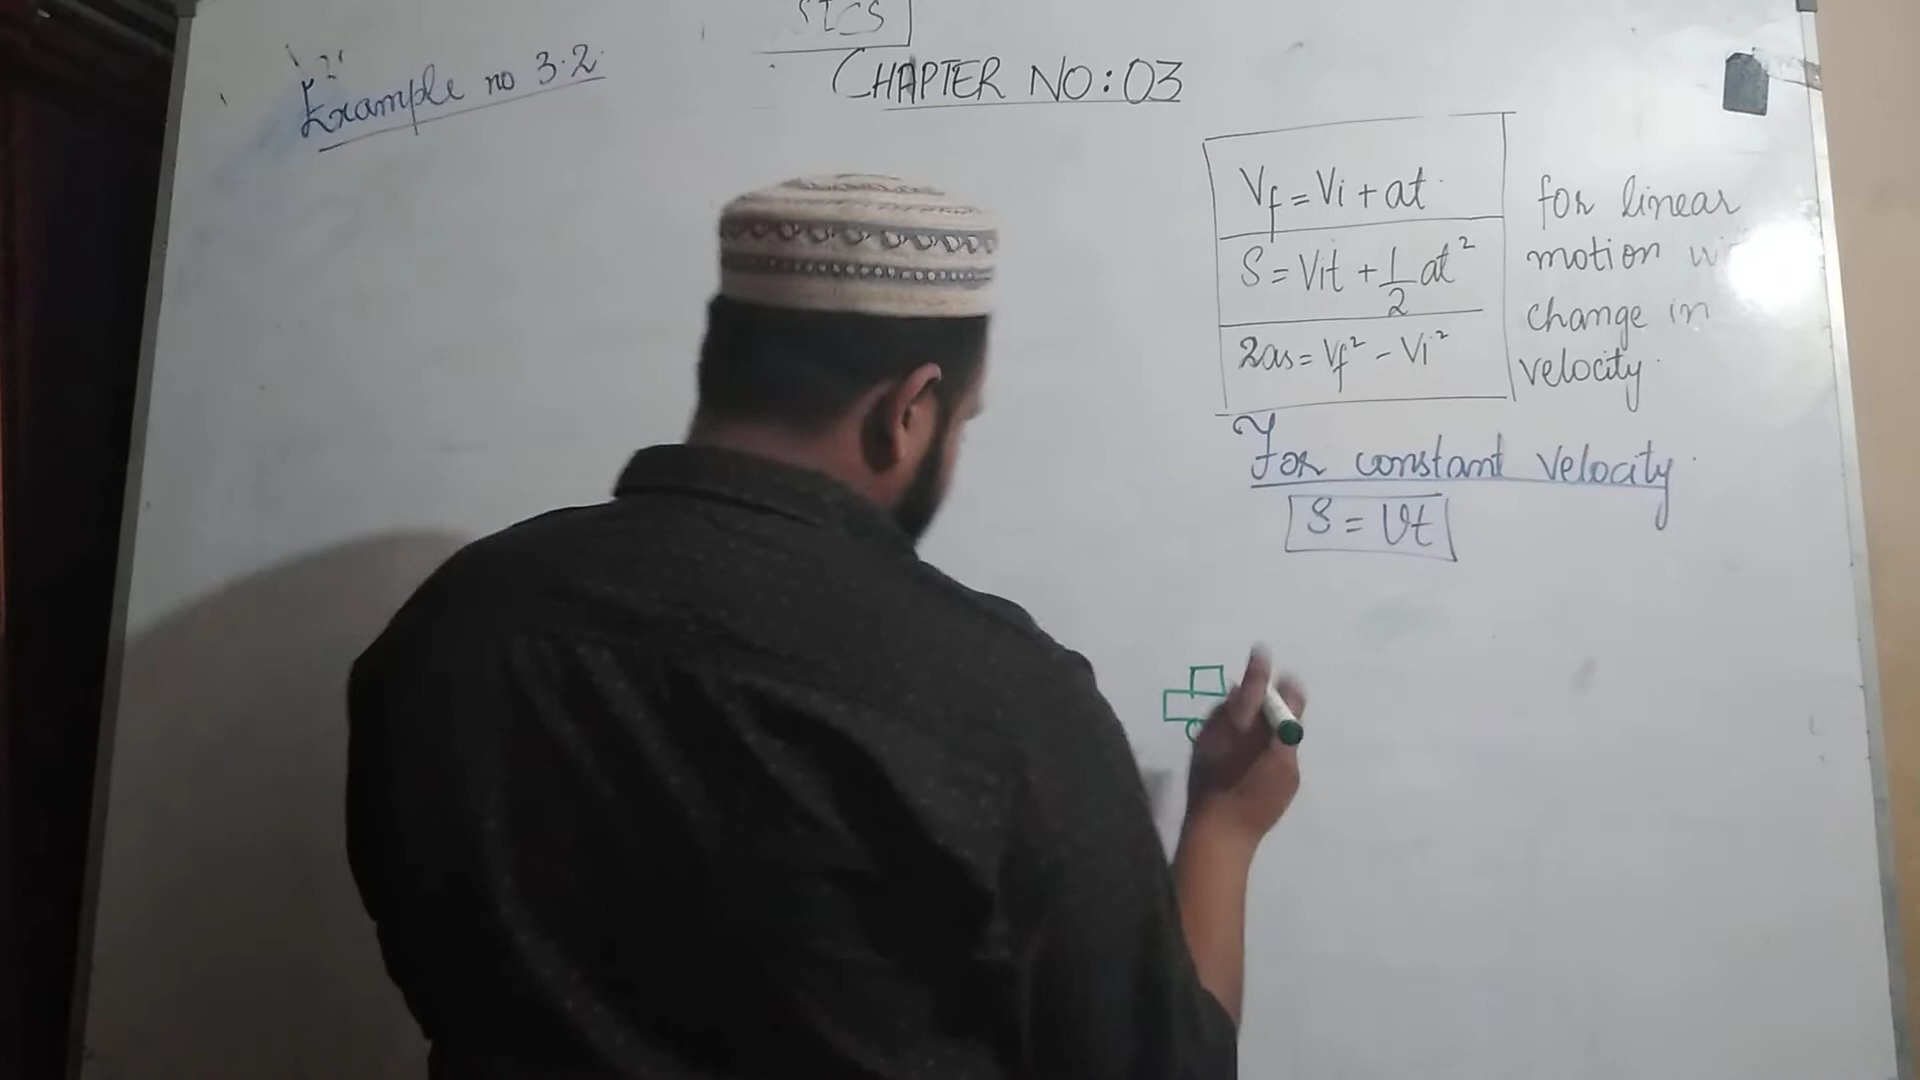 Example no 3.2
CHAPTER NO: 03
Vf = Vi + at
S = Vit + 1/2 at²
2as = Vf² - Vi²
for linear
motion
change in
velocity.
For constant velocity.
S = Vt